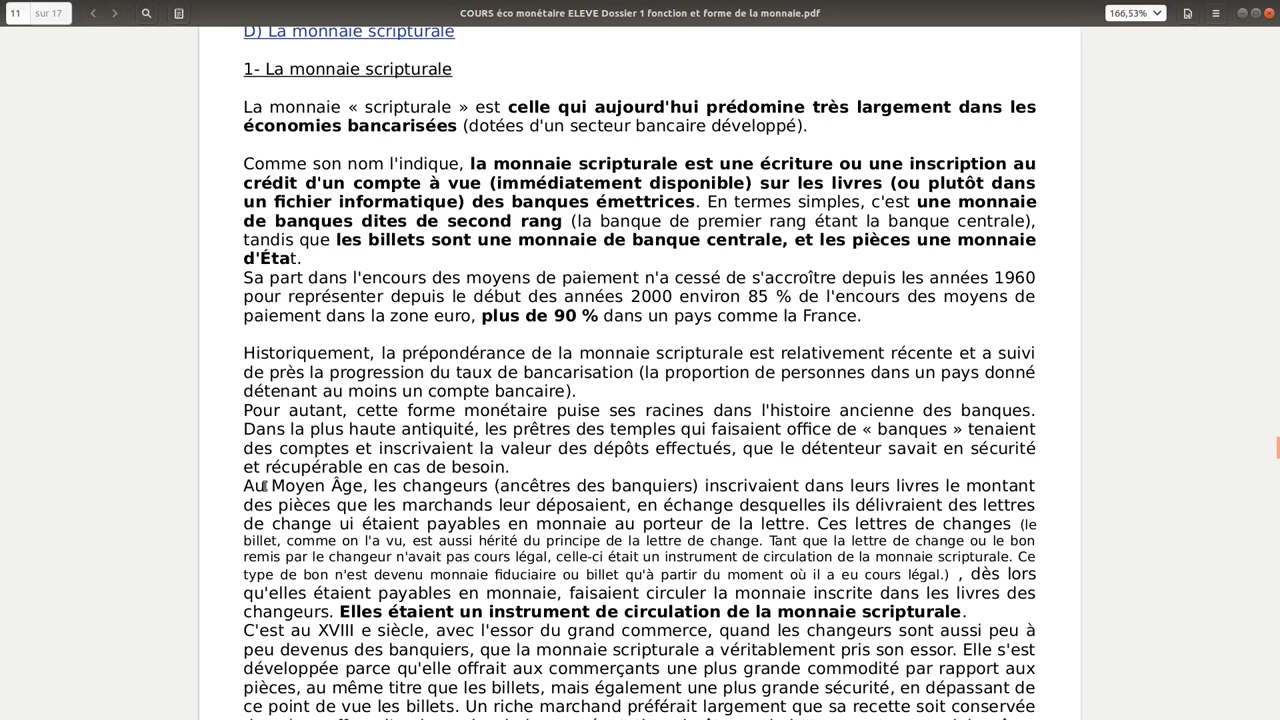 11 sur 17
COURS éco monétaire ELEVE Dossier 1 fonction et forme de la monnaie.pdf
166,53%
D) La monnaie scripturale
1- La monnaie scripturale
La monnaie « scripturale » est celle qui aujourd'hui prédomine très largement dans les
économies bancarisées (dotées d'un secteur bancaire développé).
Comme son nom l'indique, la monnaie scripturale est une écriture ou une inscription au
crédit d'un compte à vue (immédiatement disponible) sur les livres (ou plutôt dans
un fichier informatique) des banques émettrices. En termes simples, c'est une monnaie
de banques dites de second rang (la banque de premier rang étant la banque centrale),
tandis que les billets sont une monnaie de banque centrale, et les pièces une monnaie
d'État.
Sa part dans l'encours des moyens de paiement n'a cessé de s'accroître depuis les années 1960
pour représenter depuis le début des années 2000 environ 85 % de l'encours des moyens de
paiement dans la zone euro, plus de 90 % dans un pays comme la France.
Historiquement, la prépondérance de la monnaie scripturale est relativement récente et a suivi
de près la progression du taux de bancarisation (la proportion de personnes dans un pays donné
détenant au moins un compte bancaire).
Pour autant, cette forme monétaire puise ses racines dans l'histoire ancienne des banques.
Dans la plus haute antiquité, les prêtres des temples qui faisaient office de « banques » tenaient
des comptes et inscrivaient la valeur des dépôts effectués, que le détenteur savait en sécurité
et récupérable en cas de besoin.
Au Moyen Âge, les changeurs (ancêtres des banquiers) inscrivaient dans leurs livres le montant
des pièces que les marchands leur déposaient, en échange desquelles ils délivraient des lettres
de change ui étaient payables en monnaie au porteur de la lettre. Ces lettres de changes (le
billet, comme on l'a vu, est aussi hérité du principe de la lettre de change. Tant que la lettre de change ou le bon
remis par le changeur n'avait pas cours légal, celle-ci était un instrument de circulation de la monnaie scripturale. Ce
type de bon n'est devenu monnaie fiduciaire ou billet qu'à partir du moment où il a eu cours légal.) , dès lors
qu'elles étaient payables en monnaie, faisaient circuler la monnaie inscrite dans les livres des
changeurs. Elles étaient un instrument de circulation de la monnaie scripturale.
C'est au XVIII e siècle, avec l'essor du grand commerce, quand les changeurs sont aussi peu à
peu devenus des banquiers, que la monnaie scripturale a véritablement pris son essor. Elle s'est
développée parce qu'elle offrait aux commerçants une plus grande commodité par rapport aux
pièces, au même titre que les billets, mais également une plus grande sécurité, en dépassant de
ce point de vue les billets. Un riche marchand préférait largement que sa recette soit conservée